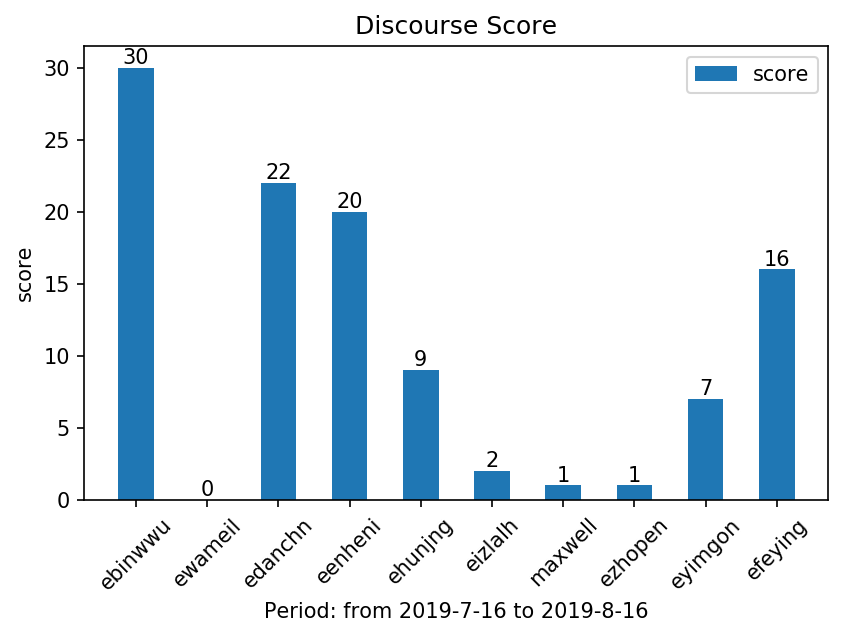 Discourse Score
score
score
30
25
20
15
10
5
0
30
0
22
20
9
2
1
1
7
16
ebinwwu
ewameil
edanchn
eenheni
ehunjng
eizlalh
maxwell
ezhopen
eyimgon
efeying
Period: from 2019-7-16 to 2019-8-16